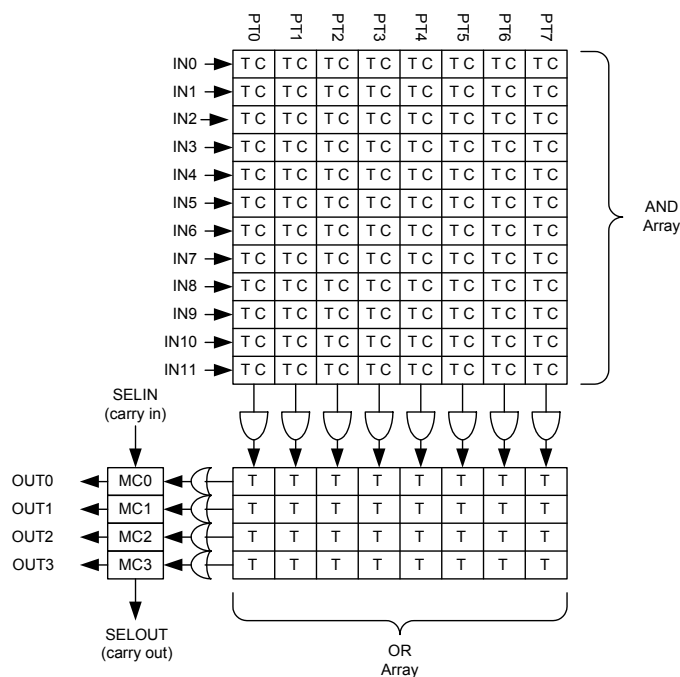 PT0 PT1 PT2 PT3 PT4 PT5 PT6 PT7
IN0 T C T C T C T C T C T C T C T C
IN1 T C T C T C T C T C T C T C T C
IN2 T C T C T C T C T C T C T C T C
IN3 T C T C T C T C T C T C T C T C
IN4 T C T C T C T C T C T C T C T C
IN5 T C T C T C T C T C T C T C T C
IN6 T C T C T C T C T C T C T C T C
IN7 T C T C T C T C T C T C T C T C
IN8 T C T C T C T C T C T C T C T C
IN9 T C T C T C T C T C T C T C T C
IN10 T C T C T C T C T C T C T C T C
IN11 T C T C T C T C T C T C T C T C
AND
Array
SELIN
(carry in)
OUT0 MC0 T T T T T T T T
OUT1 MC1 T T T T T T T T
OUT2 MC2 T T T T T T T T
OUT3 MC3 T T T T T T T T
SELOUT
(carry out)
OR
Array